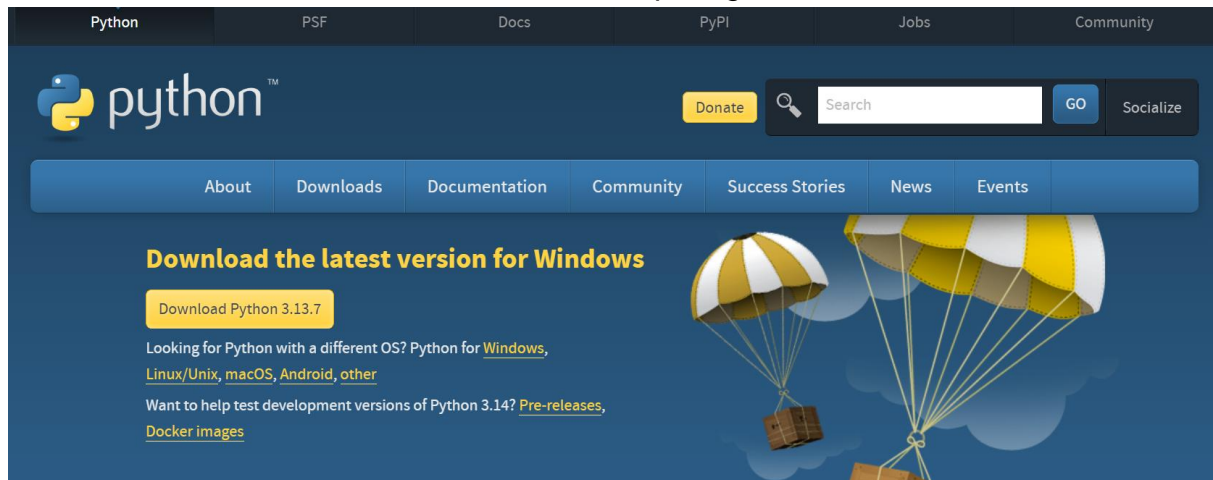 Python PSF Docs PyPI Jobs Community
python™ Donate Search GO Socialize
About Downloads Documentation Community Success Stories News Events
Download the latest version for Windows
Download Python 3.13.7
Looking for Python with a different OS? Python for Windows,
Linux/Unix, macOS, Android, other
Want to help test development versions of Python 3.14? Pre-releases,
Docker images